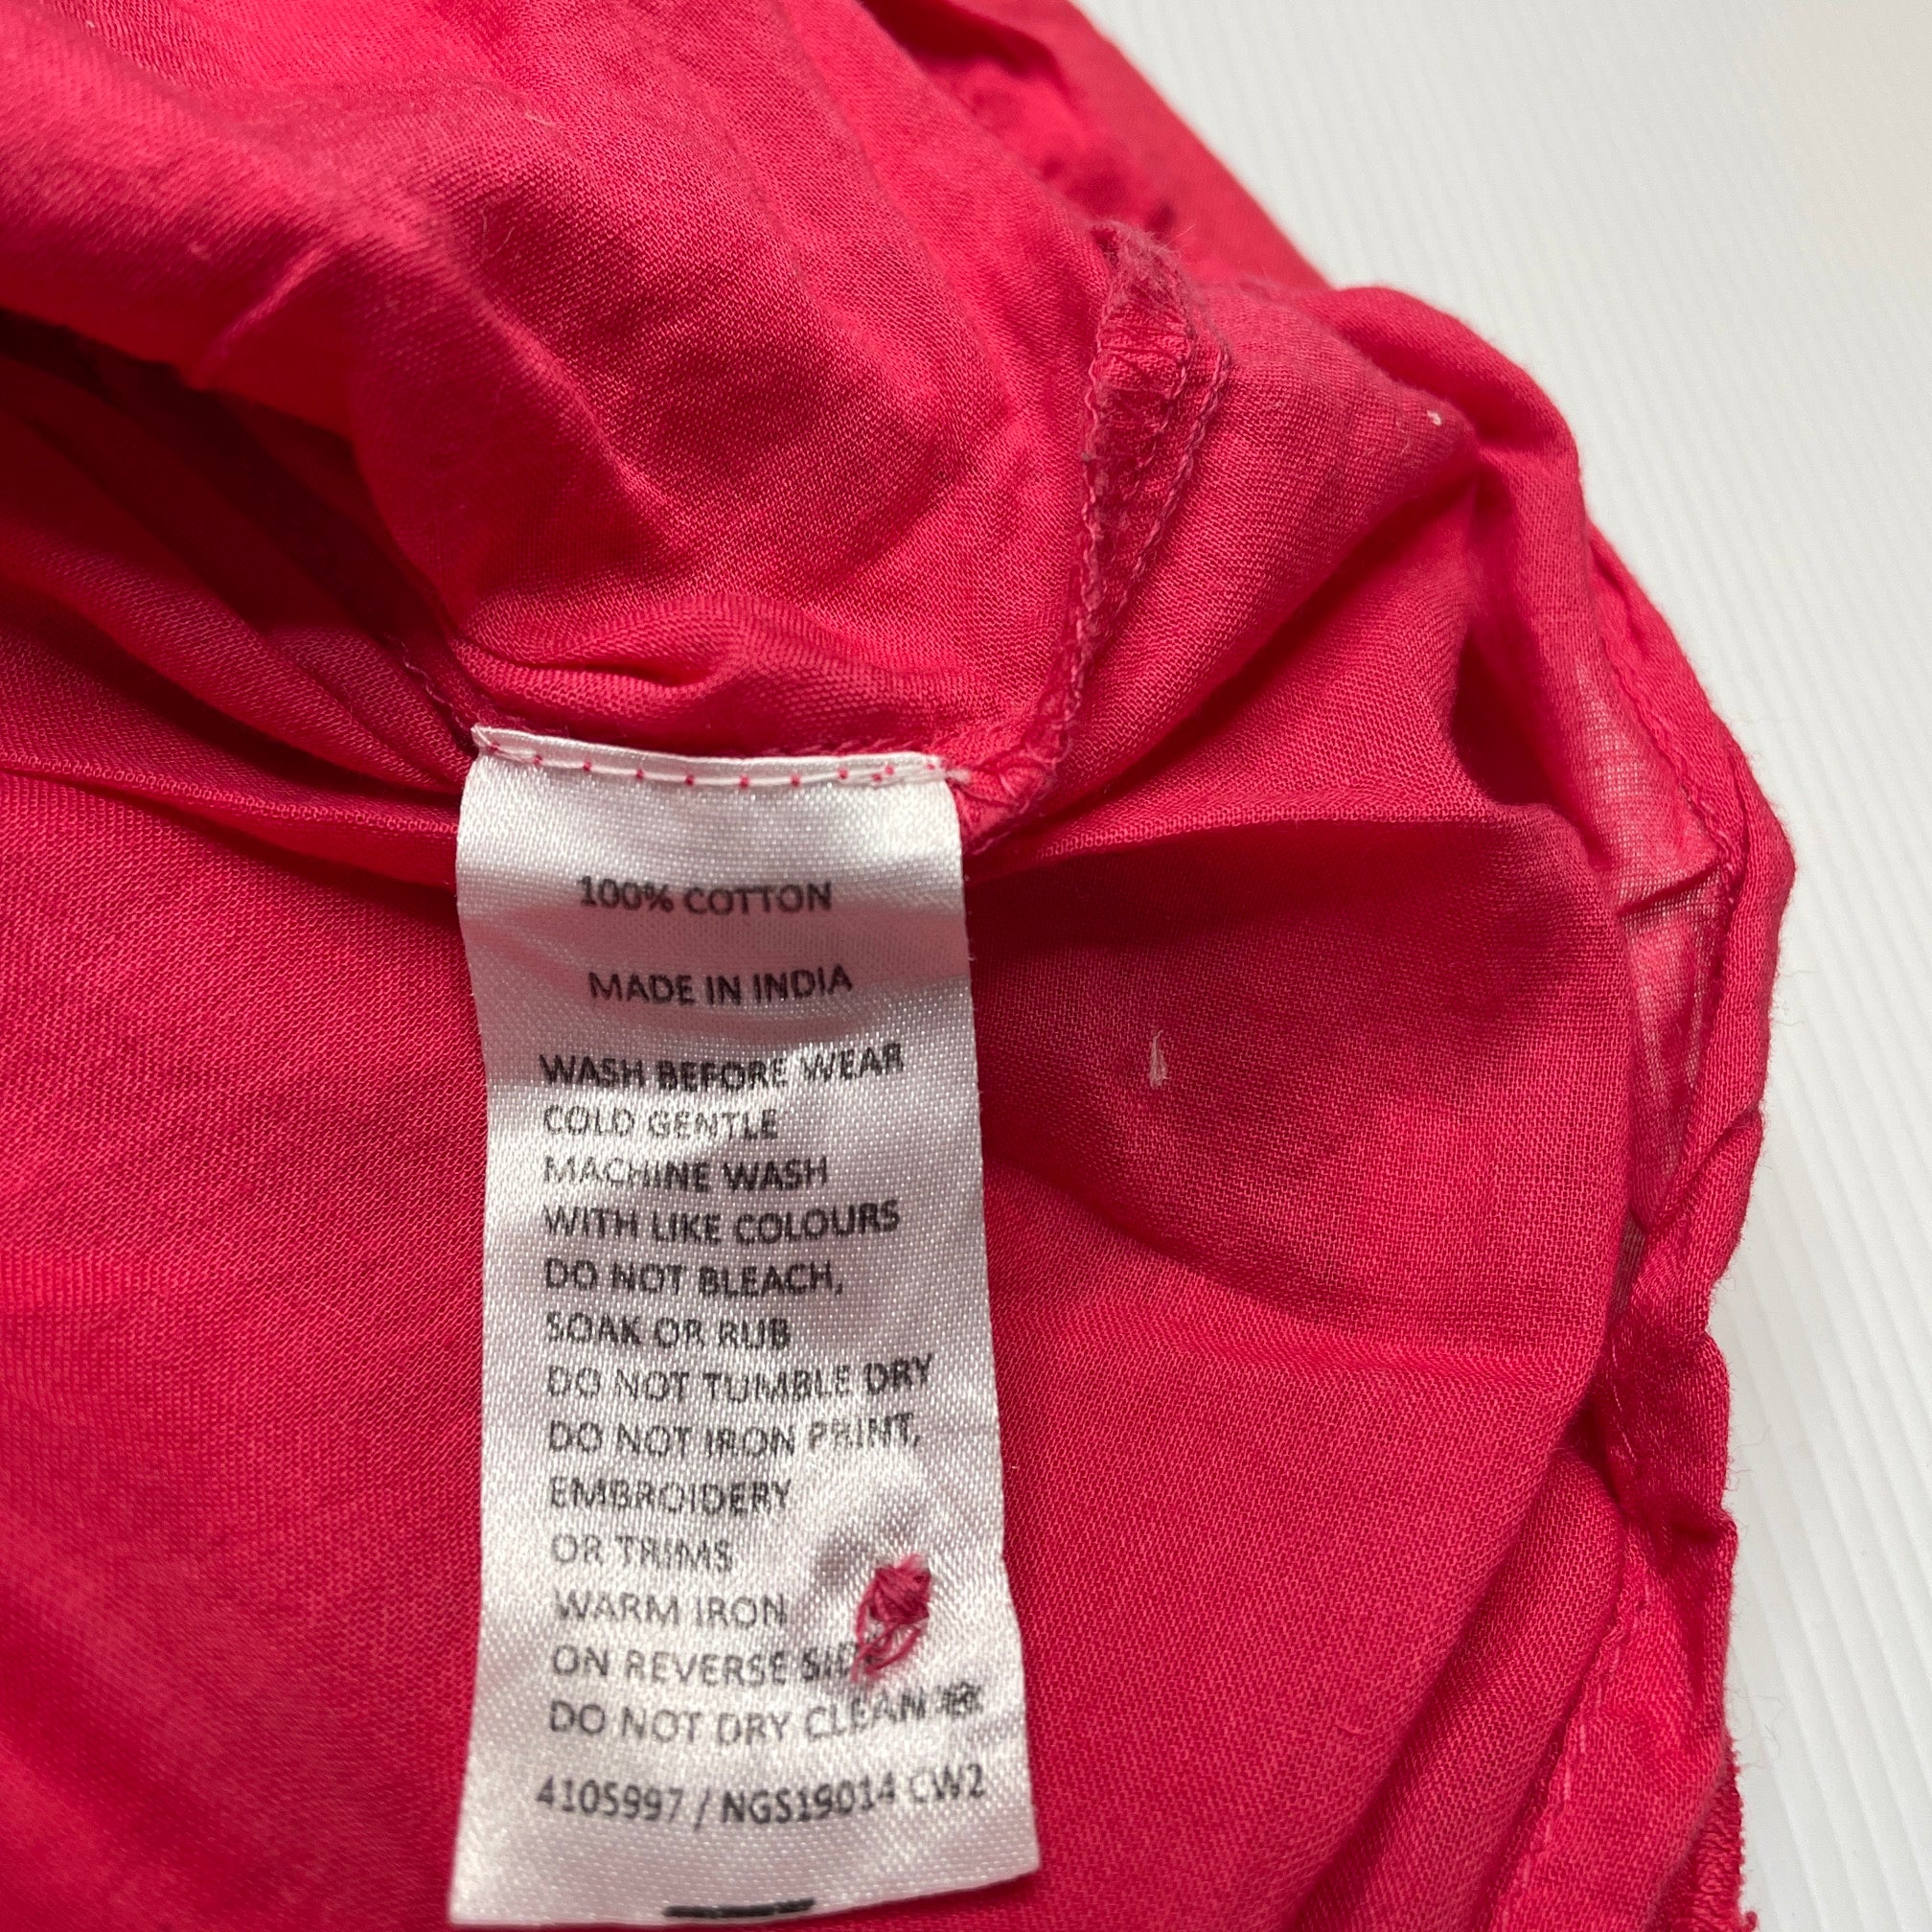 100% COTTON
MADE IN INDIA
WASH BEFORE WEAR
COLD GENTLE
MACHINE WASH
WITH LIKE COLOURS
DO NOT BLEACH,
SOAK OR RUB
DO NOT TUMBLE DRY
DO NOT IRON PRINT,
EMBROIDERY
OR TRIMS
WARM IRON
ON REVERSE SIDE
DO NOT DRY CLEAN
4105997 / NGS19014 CW2